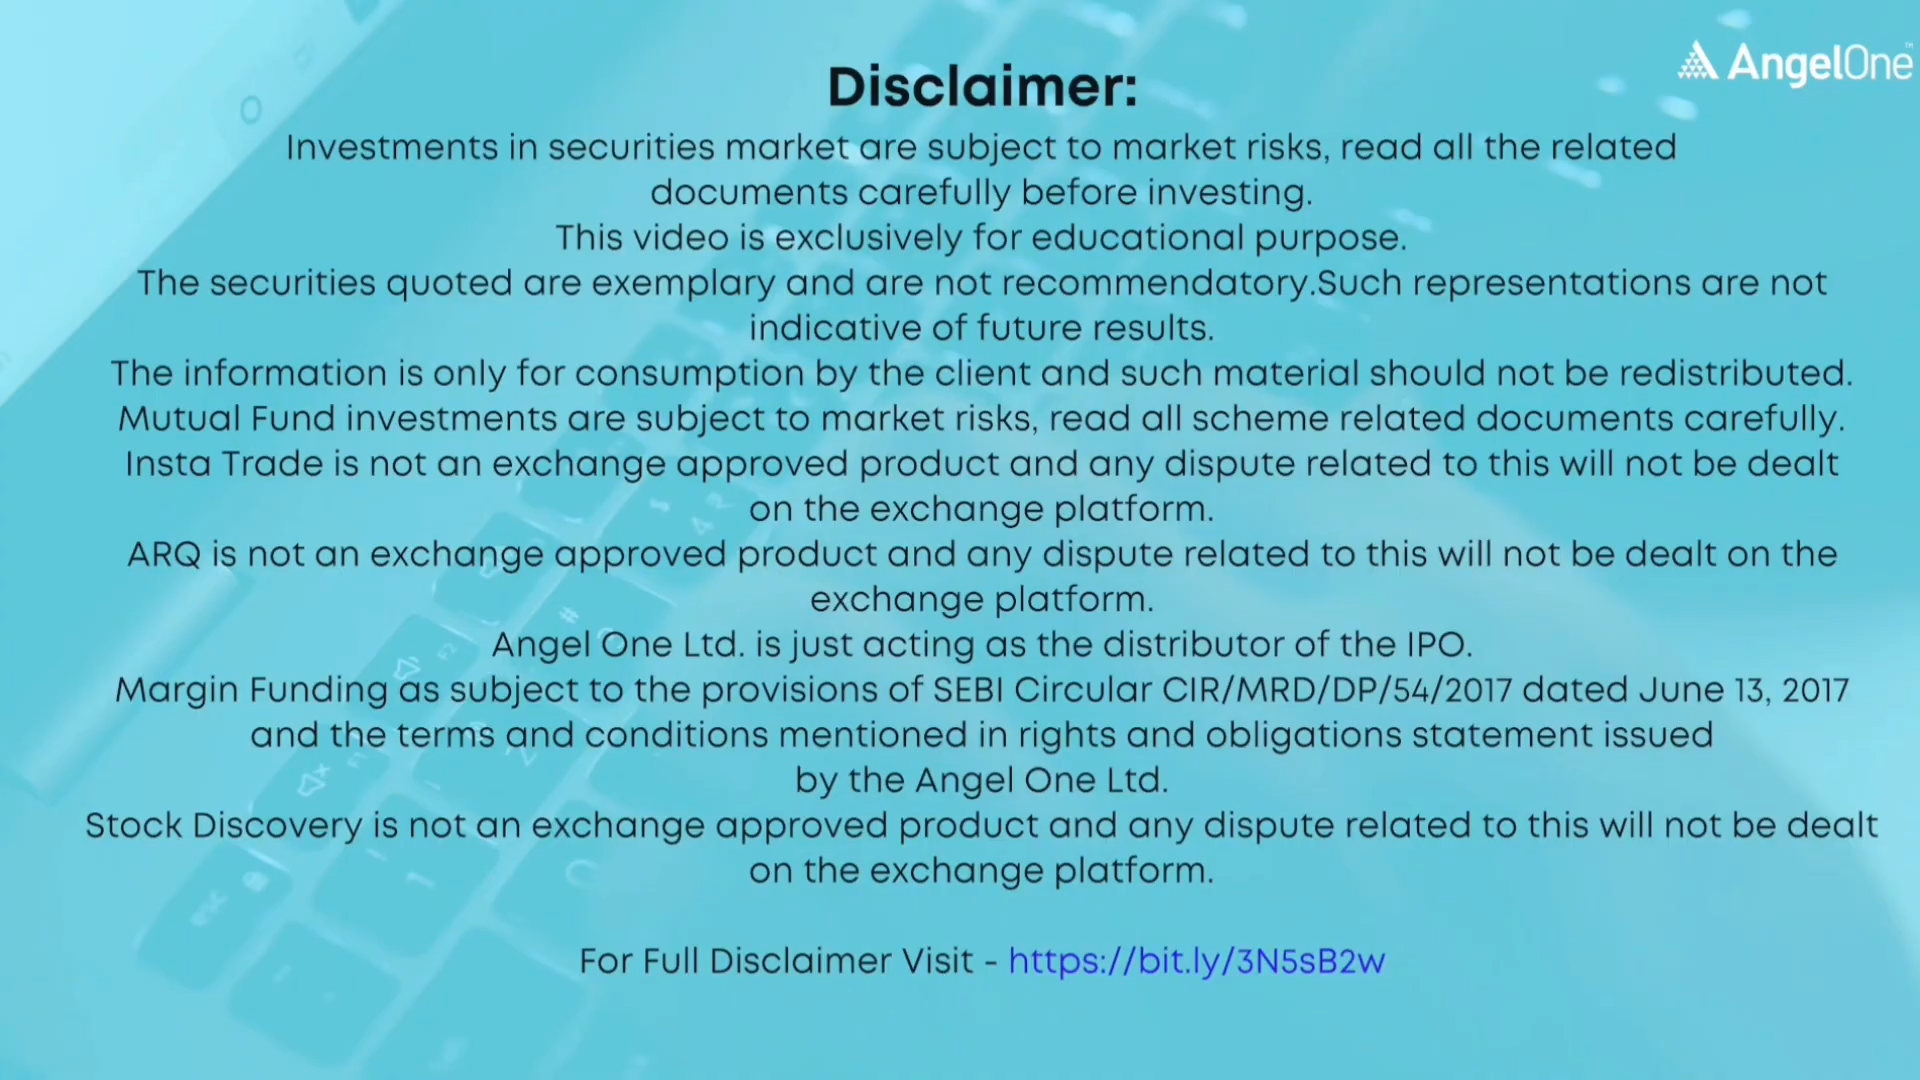 AngelOne™
Disclaimer:
Investments in securities market are subject to market risks, read all the related
documents carefully before investing.
This video is exclusively for educational purpose.
The securities quoted are exemplary and are not recommendatory.Such representations are not
indicative of future results.
The information is only for consumption by the client and such material should not be redistributed.
Mutual Fund investments are subject to market risks, read all scheme related documents carefully.
Insta Trade is not an exchange approved product and any dispute related to this will not be dealt
on the exchange platform.
ARQ is not an exchange approved product and any dispute related to this will not be dealt on the
exchange platform.
Angel One Ltd. is just acting as the distributor of the IPO.
Margin Funding as subject to the provisions of SEBI Circular CIR/MRD/DP/54/2017 dated June 13, 2017
and the terms and conditions mentioned in rights and obligations statement issued
by the Angel One Ltd.
Stock Discovery is not an exchange approved product and any dispute related to this will not be dealt
on the exchange platform.
For Full Disclaimer Visit - https://bit.ly/3N5sB2w